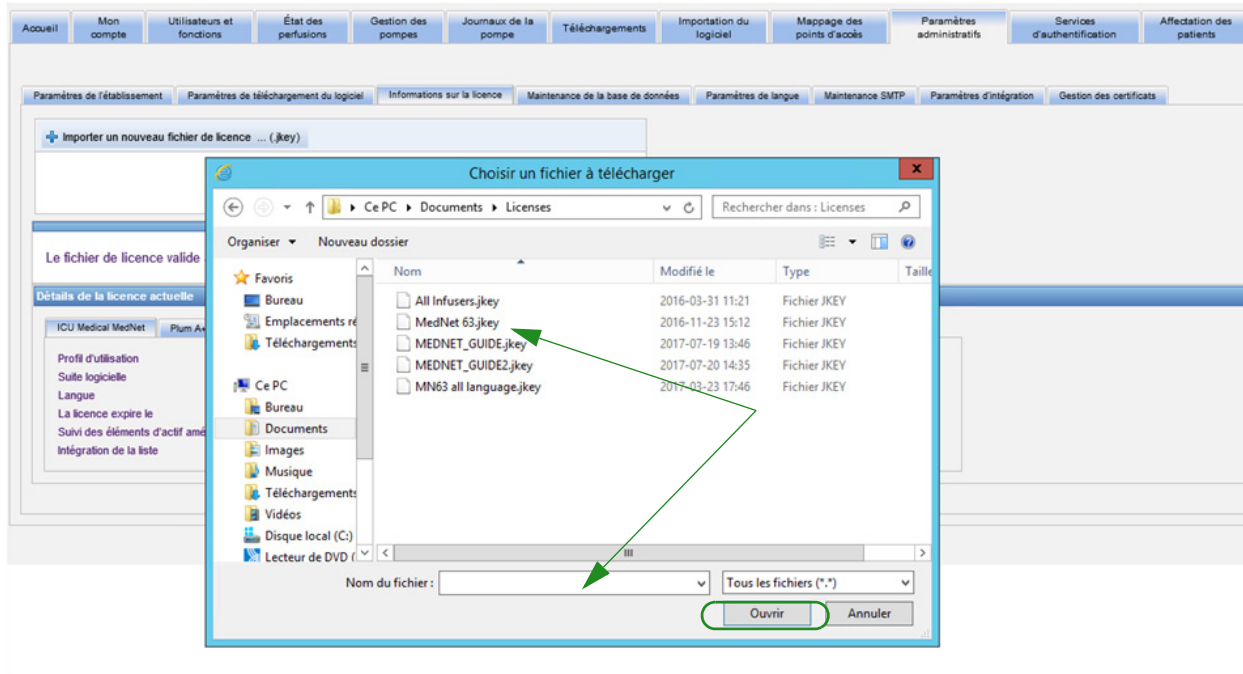 Accueil
Mon compte
Utilisateurs et fonctions
État des perfusions
Gestion des pompes
Journaux de la pompe
Téléchargements
Importation du logiciel
Mappage des points d'accès
Paramètres administratifs
Services d'authentification
Affectation des patients
Paramètres de l'établissement
Paramètres de téléchargement du logiciel
Informations sur la licence
Maintenance de la base de données
Paramètres de langue
Maintenance SMTP
Paramètres d'intégration
Gestion des certificats
Importer un nouveau fichier de licence ... (.jkey)
Le fichier de licence valide
Détails de la licence actuelle
ICU Medical MedNet
Plum A+
Profil d'utilisation
Suite logicielle
Langue
La licence expire le
Suivi des éléments d'actif amé
Intégration de la liste
Choisir un fichier à télécharger
x
Ce PC
Documents
Licenses
Rechercher dans : Licenses
Organiser
Nouveau dossier
Favoris
Bureau
Emplacements ré
Téléchargements
Ce PC
Bureau
Documents
Images
Musique
Téléchargements
Vidéos
Disque local (C:)
Lecteur de DVD (
Nom Modifié le Type Taille
All Infusers.jkey 2016-03-31 11:21 Fichier JKEY
MedNet 63.jkey 2016-11-23 15:12 Fichier JKEY
MEDNET_GUIDE.jkey 2017-07-19 13:46 Fichier JKEY
MEDNET_GUIDE2.jkey 2017-07-20 14:35 Fichier JKEY
MN63 all language.jkey 2017-03-23 17:46 Fichier JKEY
Nom du fichier :
Tous les fichiers (*.*)
Ouvrir
Annuler